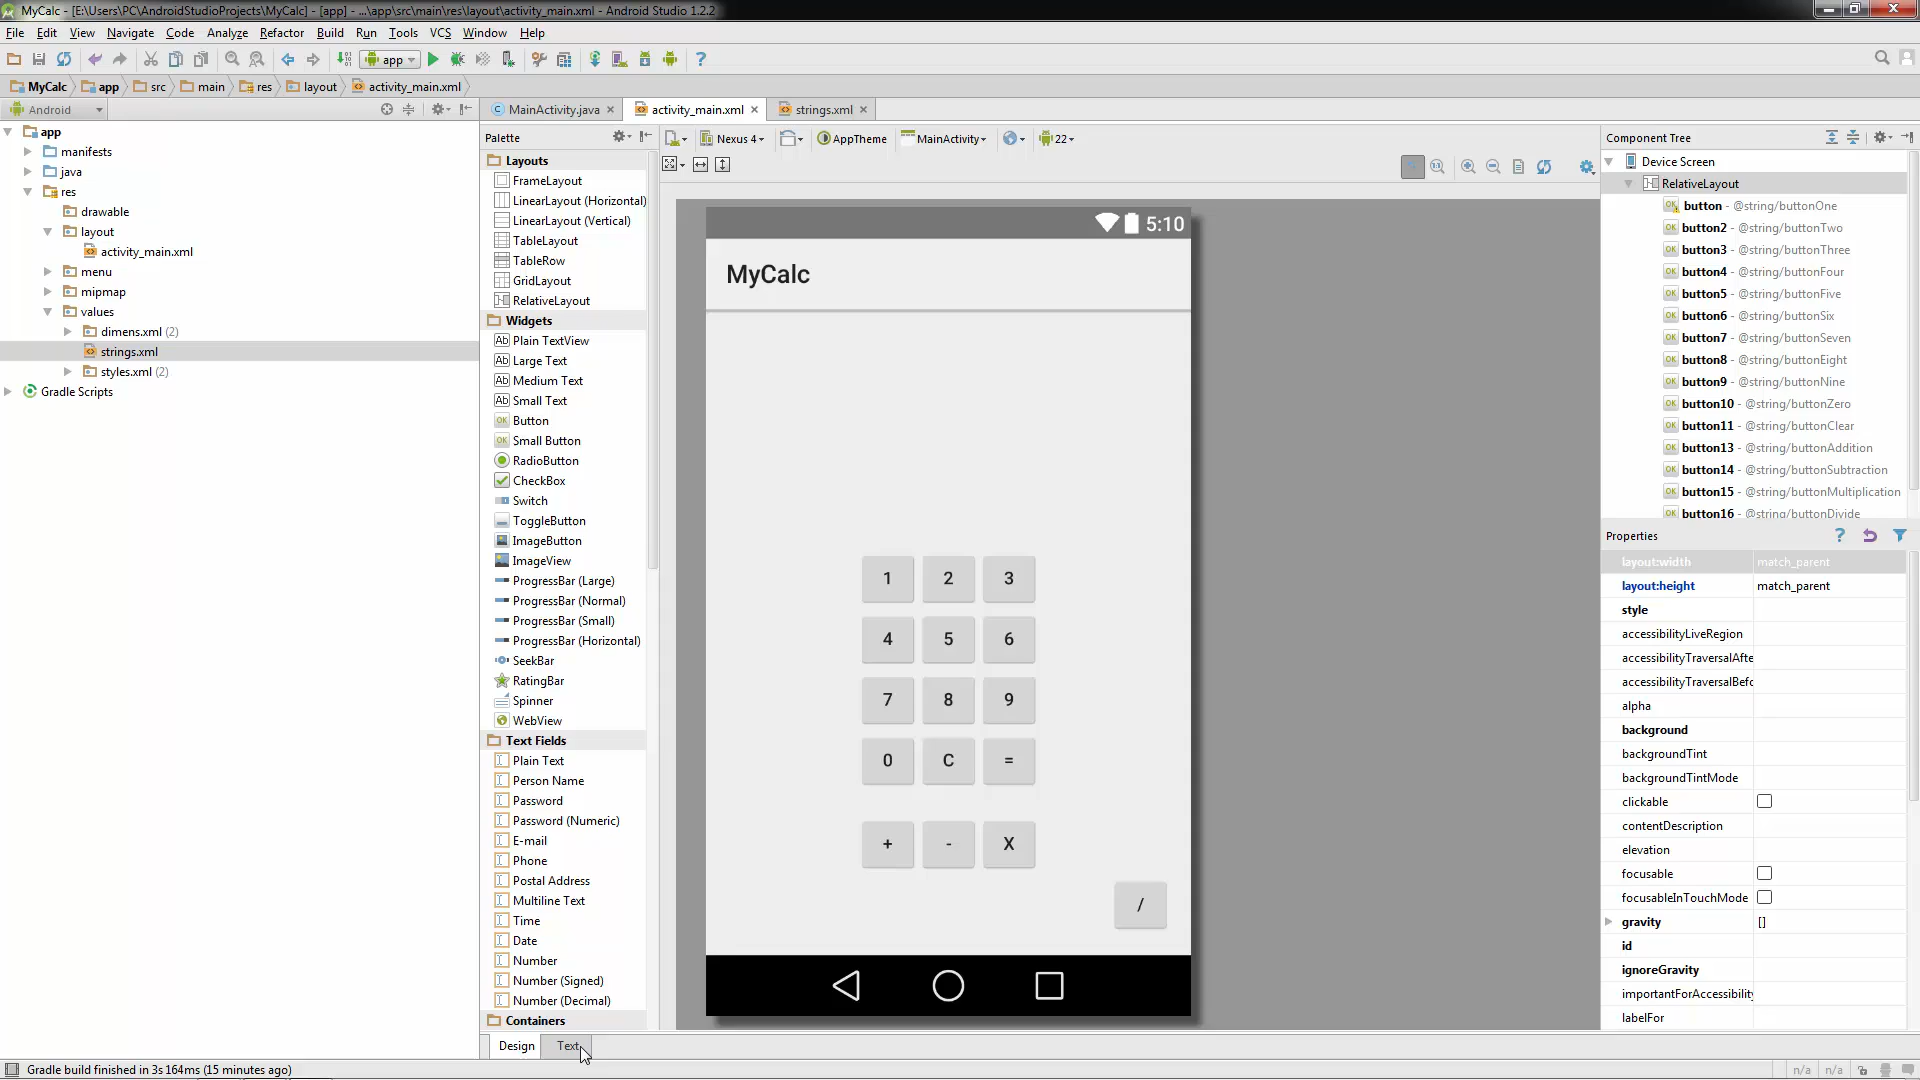 MyCalc - [E:\Users\PC\AndroidStudioProjects\MyCalc] - [app] - ...\app\src\main\res\layout\activity_main.xml - Android Studio 1.2.2
File Edit View Navigate Code Analyze Refactor Build Run Tools VCS Window Help
app
MyCalc app src main res layout activity_main.xml
Android
MainActivity.java activity_main.xml strings.xml
app
manifests
java
res
drawable
layout
activity_main.xml
menu
mipmap
values
dimens.xml (2)
strings.xml
styles.xml (2)
Gradle Scripts
Palette
Layouts
FrameLayout
LinearLayout (Horizontal)
LinearLayout (Vertical)
TableLayout
TableRow
GridLayout
RelativeLayout
Widgets
Plain TextView
Large Text
Medium Text
Small Text
Button
Small Button
RadioButton
CheckBox
Switch
ToggleButton
ImageButton
ImageView
ProgressBar (Large)
ProgressBar (Normal)
ProgressBar (Small)
ProgressBar (Horizontal)
SeekBar
RatingBar
Spinner
WebView
Text Fields
Plain Text
Person Name
Password
Password (Numeric)
E-mail
Phone
Postal Address
Multiline Text
Time
Date
Number
Number (Signed)
Number (Decimal)
Containers
Design Text
Nexus 4 AppTheme MainActivity 22
5:10
MyCalc
1 2 3
4 5 6
7 8 9
0 C =
+ - X
/
Component Tree
Device Screen
RelativeLayout
button - @string/buttonOne
button2 - @string/buttonTwo
button3 - @string/buttonThree
button4 - @string/buttonFour
button5 - @string/buttonFive
button6 - @string/buttonSix
button7 - @string/buttonSeven
button8 - @string/buttonEight
button9 - @string/buttonNine
button10 - @string/buttonZero
button11 - @string/buttonClear
button13 - @string/buttonAddition
button14 - @string/buttonSubtraction
button15 - @string/buttonMultiplication
button16 - @string/buttonDivide
Properties
layout:width match_parent
layout:height match_parent
style
accessibilityLiveRegion
accessibilityTraversalAfte
accessibilityTraversalBefo
alpha
background
backgroundTint
backgroundTintMode
clickable
contentDescription
elevation
focusable
focusableInTouchMode
gravity []
id
ignoreGravity
importantForAccessibility
labelFor
Gradle build finished in 3s 164ms (15 minutes ago)
n/a n/a